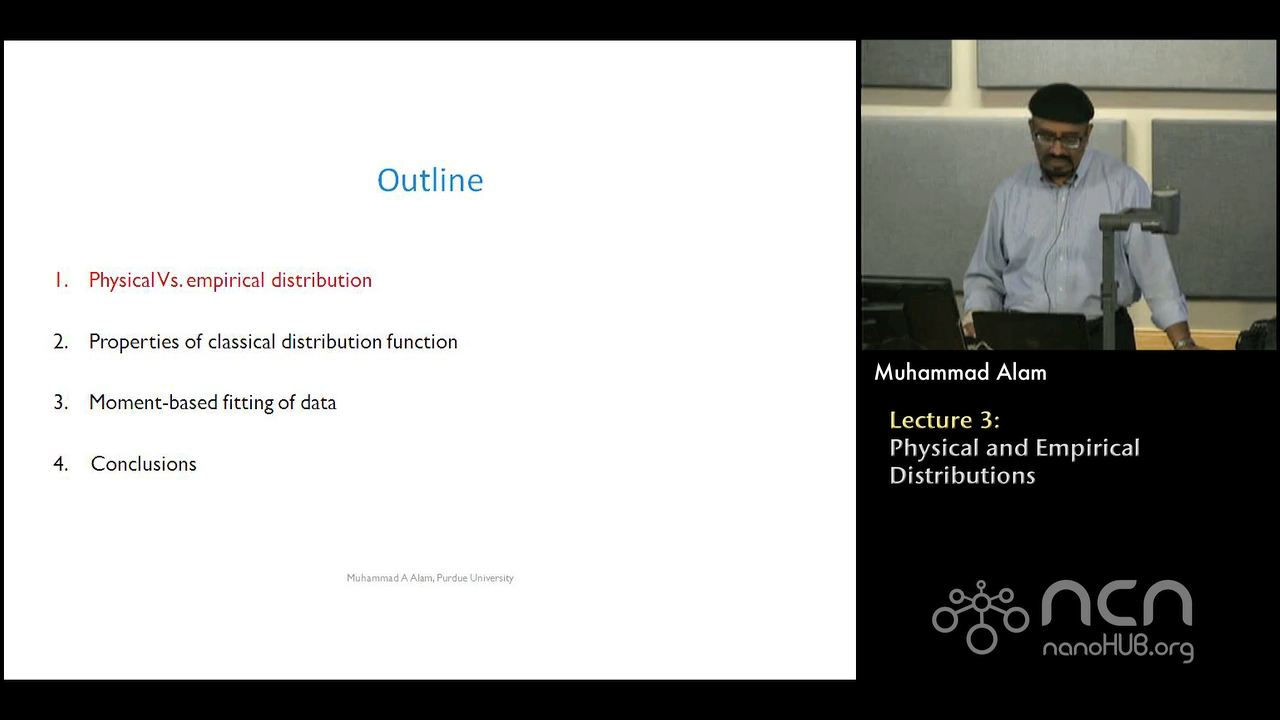 Outline
1. Physical Vs. empirical distribution
2. Properties of classical distribution function
3. Moment-based fitting of data
4. Conclusions
Muhammad A Alam, Purdue University
Muhammad Alam
Lecture 3:
Physical and Empirical
Distributions
ncn
nanoHUB.org